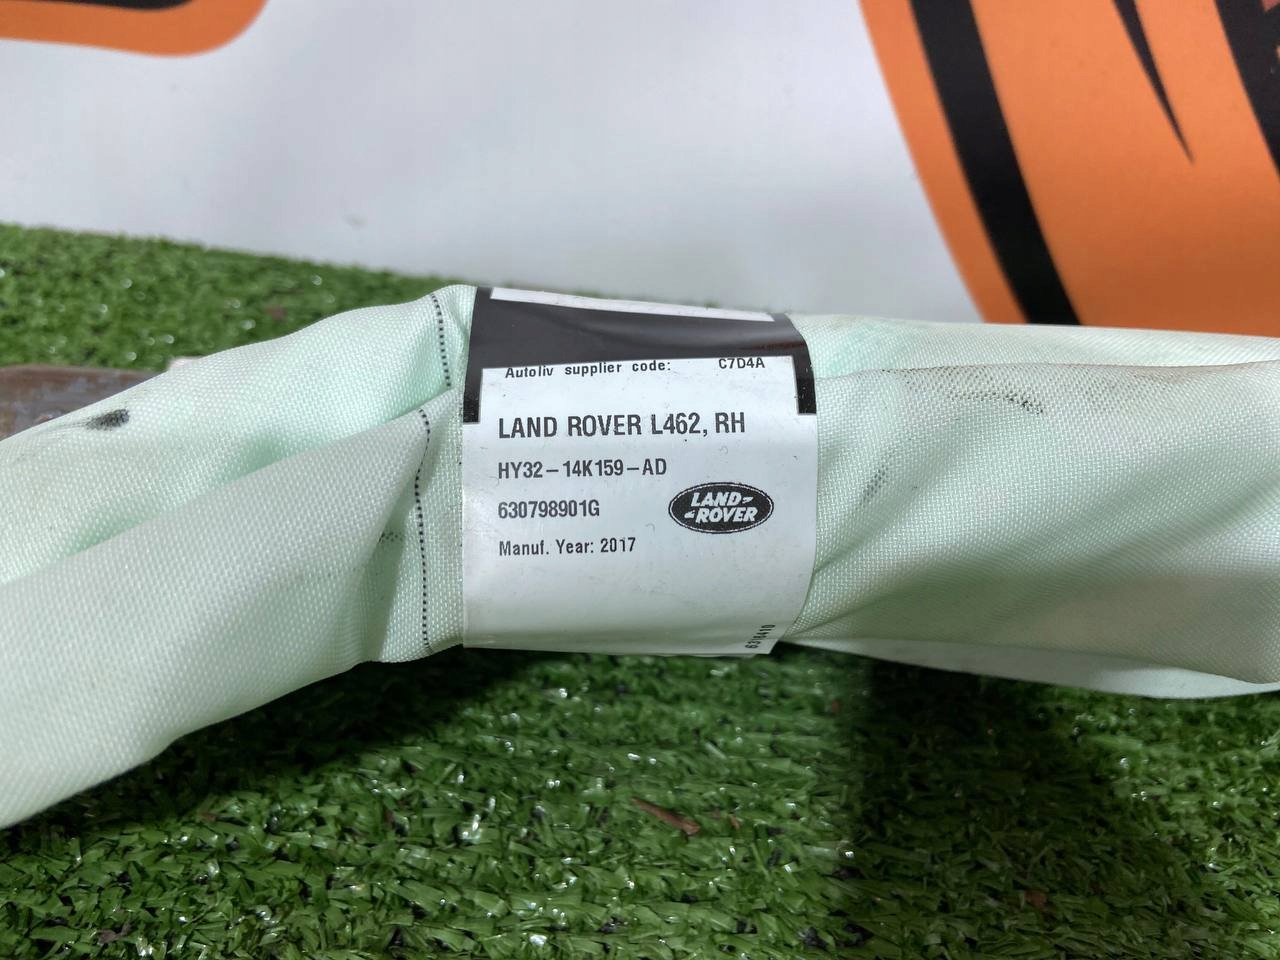 Autoliv supplier code: C7D4A
LAND ROVER L462, RH
HY32-14K159-AD
630798901G
LAND-
-ROVER
Manuf. Year: 2017